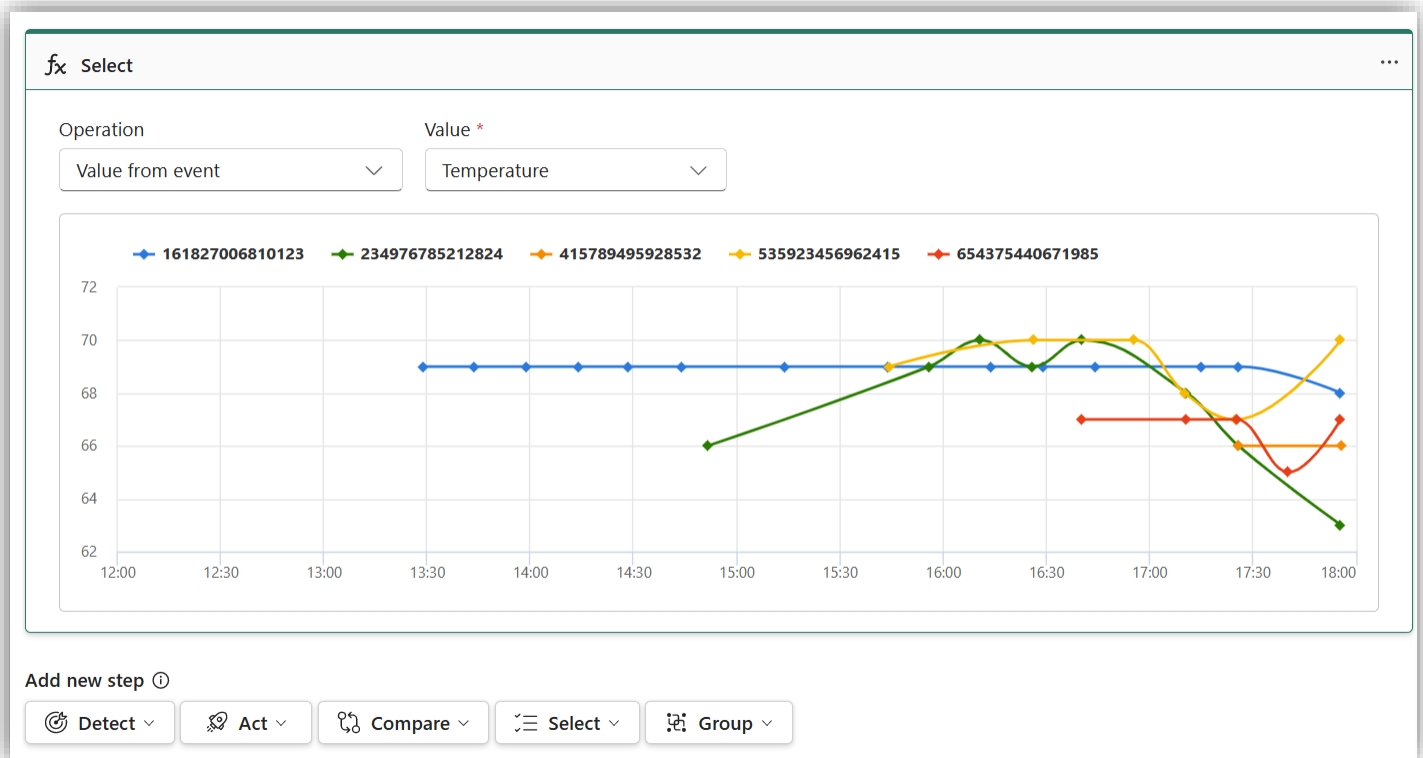 fx Select
Operation Value *
Value from event Temperature
161827006810123 234976785212824 415789495928532 535923456962415 654375440671985
72
70
68
66
64
62
12:00 12:30 13:00 13:30 14:00 14:30 15:00 15:30 16:00 16:30 17:00 17:30 18:00
Add new step
Detect Act Compare Select Group